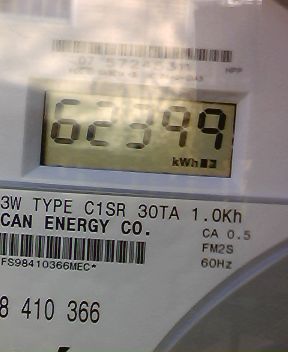 HPP
62399
kWh
3W TYPE C1SR 30TA 1.0Kh
CAN ENERGY CO.
CA 0.5
FM2S
FS98410366MEC*
60Hz
8 410 366